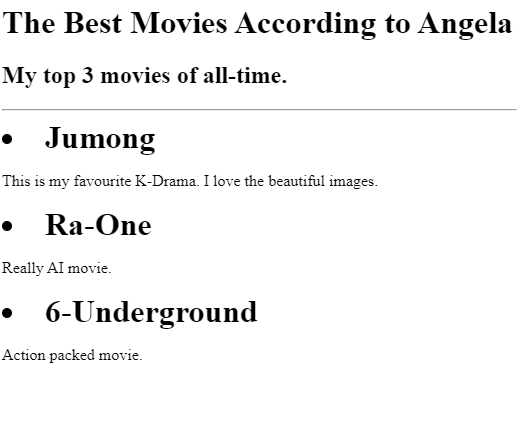 The Best Movies According to Angela
My top 3 movies of all-time.
• Jumong
This is my favourite K-Drama. I love the beautiful images.
• Ra-One
Really AI movie.
• 6-Underground
Action packed movie.